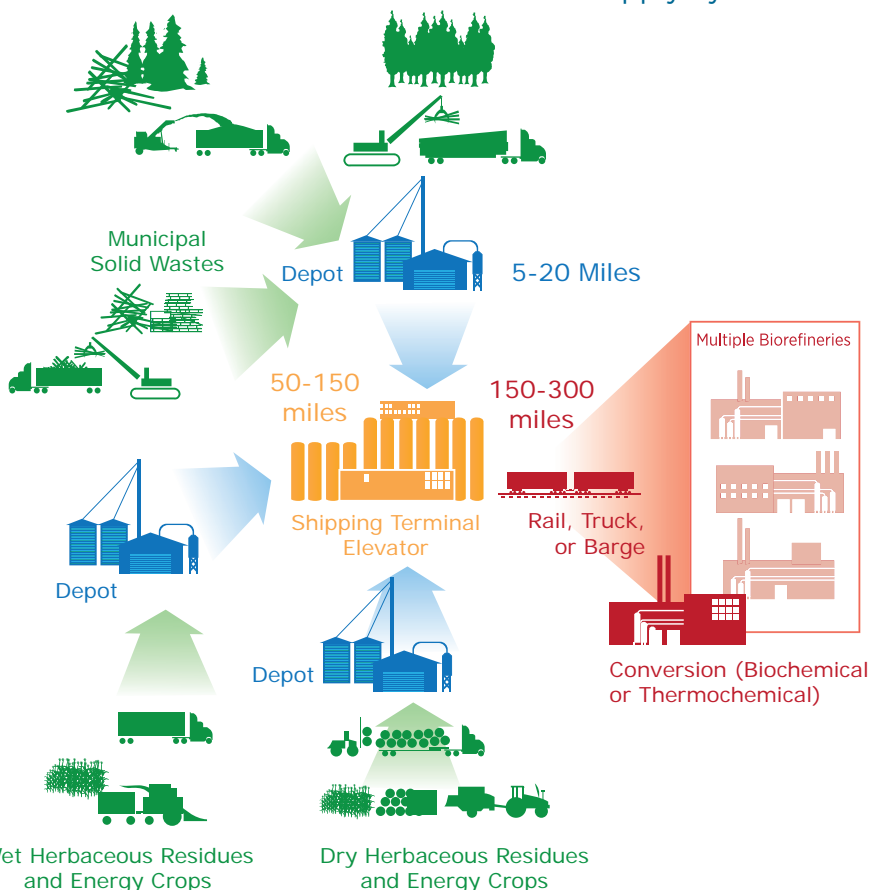 Municipal
Solid Wastes
Depot
5-20 Miles
Multiple Biorefineries
50-150
miles
150-300
miles
Shipping Terminal
Elevator
Rail, Truck,
or Barge
Depot
Depot
Conversion (Biochemical
or Thermochemical)
Herbaceous Residues
and Energy Crops
Dry Herbaceous Residues
and Energy Crops